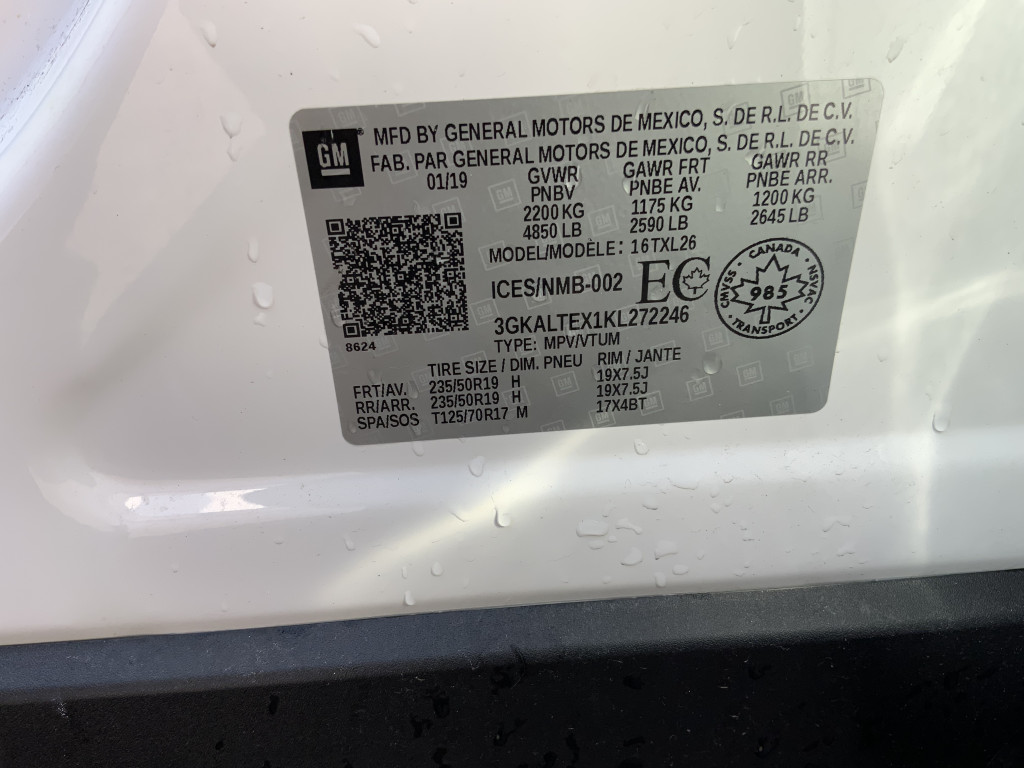 GM
MFD BY GENERAL MOTORS DE MEXICO, S. DE R.L. DE C.V.
FAB. PAR GENERAL MOTORS DE MEXICO, S. DE R.L. DE C.V.
01/19 GVWR GAWR FRT GAWR RR
PNBV PNBE AV. PNBE ARR.
2200 KG 1175 KG 1200 KG
4850 LB 2590 LB 2645 LB
MODEL/MODÈLE: 16TXL26
ICES/NMB-002 EC
CANADA
CMVSS NSVAC
985
• TRANSPORT •
3GKALTEX1KL272246
8624
TYPE: MPV/VTUM
TIRE SIZE / DIM. PNEU RIM / JANTE
FRT/AV. 235/50R19 H 19X7.5J
RR/ARR. 235/50R19 H 19X7.5J
SPA/SOS T125/70R17 M 17X4BT